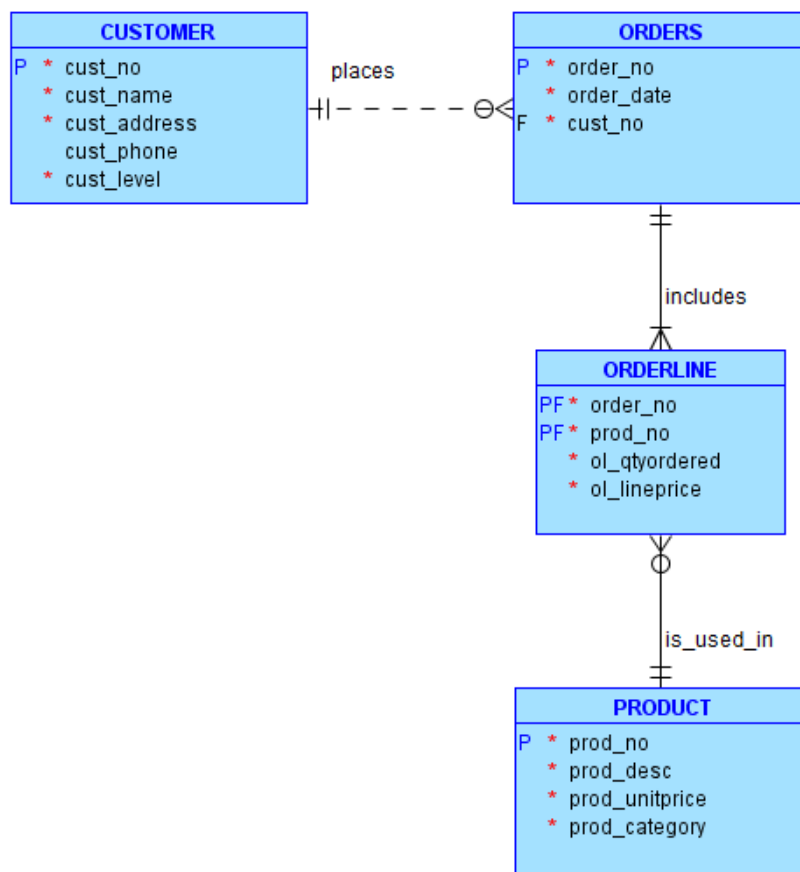 CUSTOMER
P * cust_no
* cust_name
* cust_address
cust_phone
* cust_level
places
ORDERS
P * order_no
* order_date
F * cust_no
includes
ORDERLINE
PF * order_no
PF * prod_no
* ol_qtyordered
* ol_lineprice
is_used_in
PRODUCT
P * prod_no
* prod_desc
* prod_unitprice
* prod_category